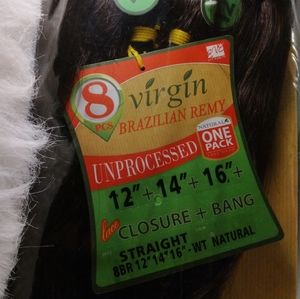 8 PCS
virgin
BRAZILIAN REMY
UNPROCESSED
NATURAL
ONE PACK
12"+14"+16"+
lace CLOSURE + BANG
STRAIGHT
8BR 12"14"16"-WT NATURAL